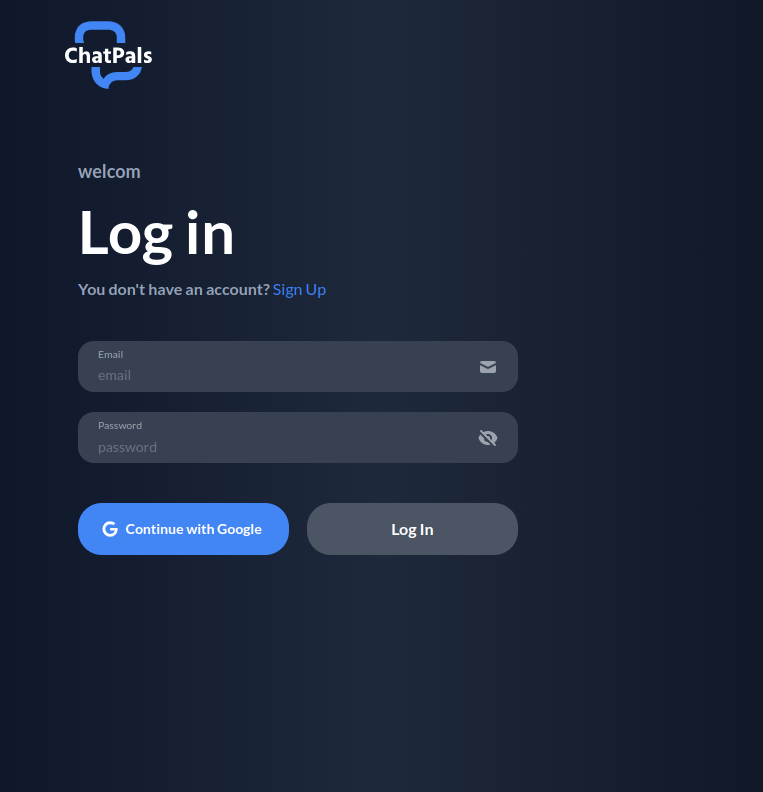 ChatPals
welcom
Log in
You don't have an account? Sign Up
Email
email
Password
password
Continue with Google
Log In